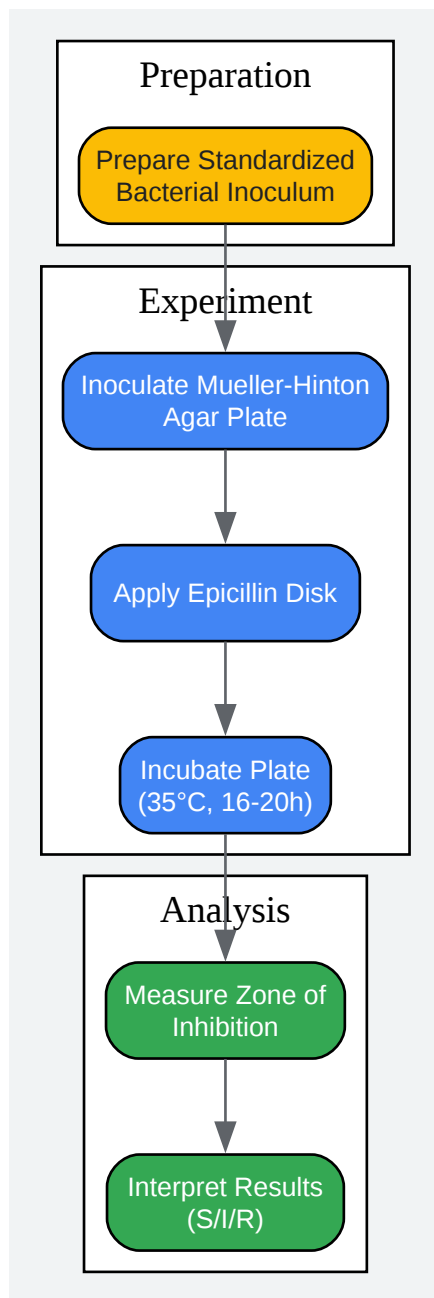 Preparation
Prepare Standardized
Bacterial Inoculum
Experiment
Inoculate Mueller-Hinton
Agar Plate
Apply Epicillin Disk
Incubate Plate
(35°C, 16-20h)
Analysis
Measure Zone of
Inhibition
Interpret Results
(S/I/R)